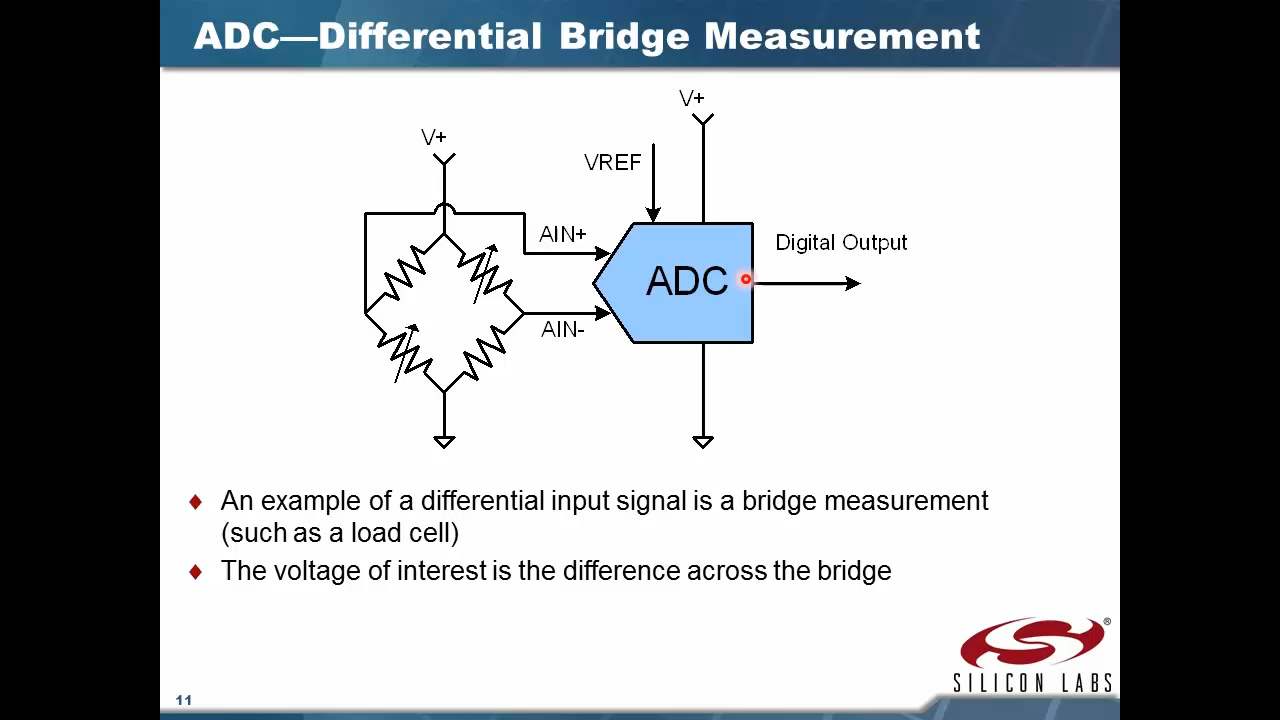 ADC—Differential Bridge Measurement
V+
V+
VREF
AIN+
Digital Output
ADC
AIN-
♦ An example of a differential input signal is a bridge measurement
(such as a load cell)
♦ The voltage of interest is the difference across the bridge
®
SILICON LABS
11